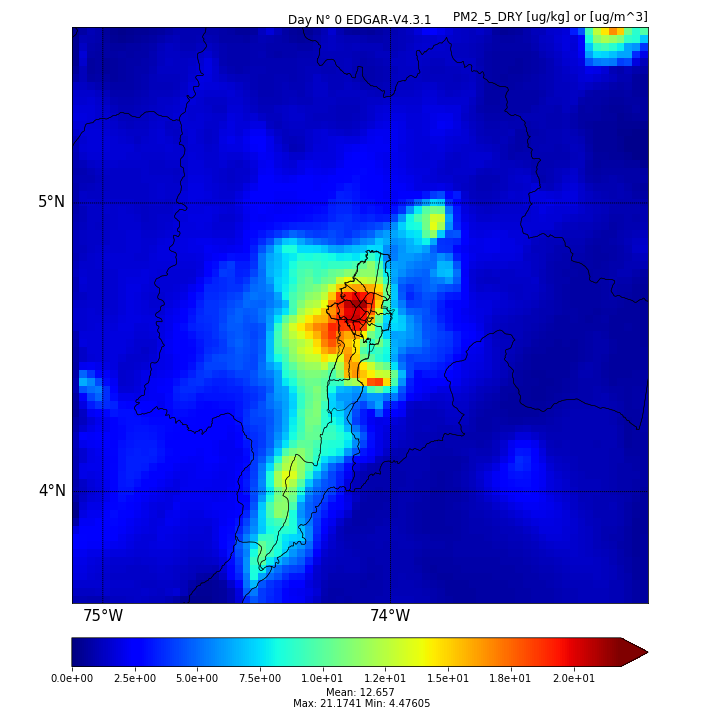 Day N° 0 EDGAR-V4.3.1 PM2_5_DRY [ug/kg] or [ug/m^3]
5°N
4°N
75°W 74°W
0.0e+00 2.5e+00 5.0e+00 7.5e+00 1.0e+01 1.2e+01 1.5e+01 1.8e+01 2.0e+01
Mean: 12.657
Max: 21.1741 Min: 4.47605